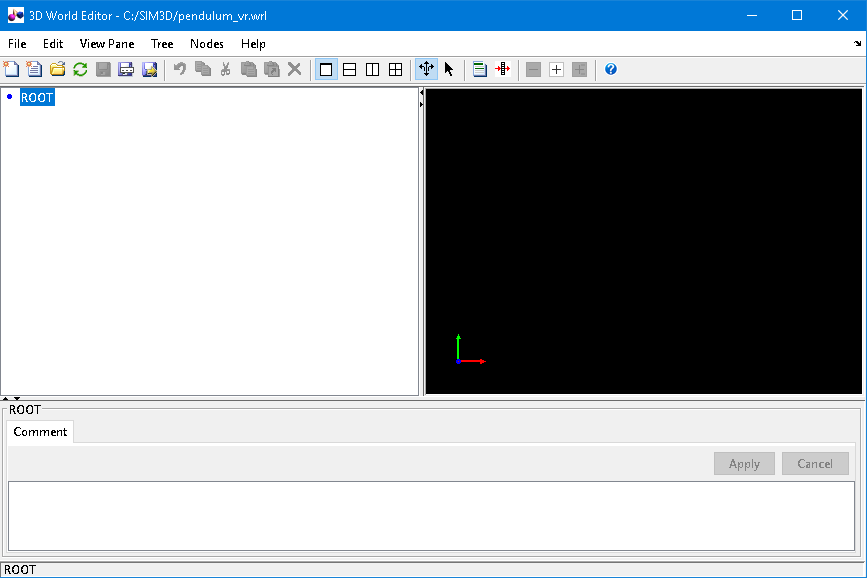 3D World Editor - C:/SIM3D/pendulum_vr.wrl
File Edit View Pane Tree Nodes Help
ROOT
ROOT
Comment
Apply Cancel
ROOT